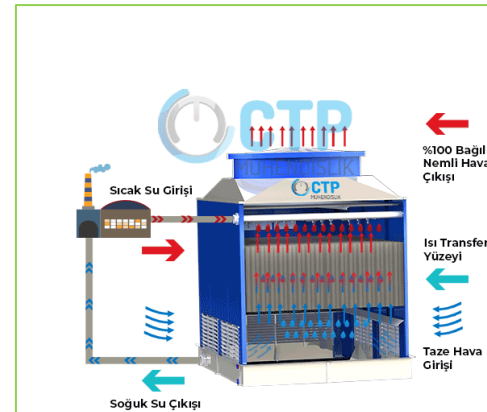 CTP
MÜHENDİSLİK
%100 Bağıl
Nemli Hava
Çıkışı
Sıcak Su Girişi
CTP
MÜHENDİSLİK
Isı Transfer
Yüzeyi
Taze Hava
Girişi
Soğuk Su Çıkışı